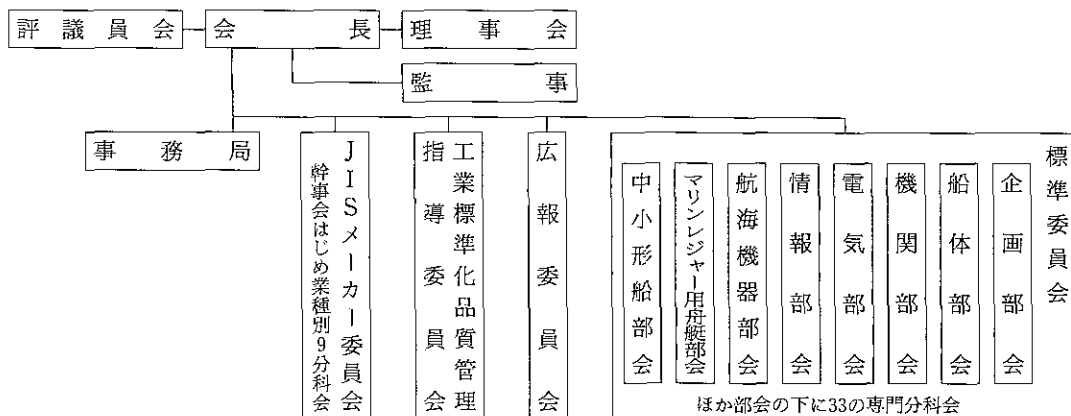 評議員会
会長
理事会
監事
事務局
JISメーカー委員会
幹事会はじめ業種別9分科会
工業標準化品質管理
指導委員会
広報委員会
標準委員会
企画部会
船体部会
機関部会
電気部会
情報部会
航海機器部会
マリンレジャー用舟艇部会
中小形船部会
ほか部会の下に33の専門分科会